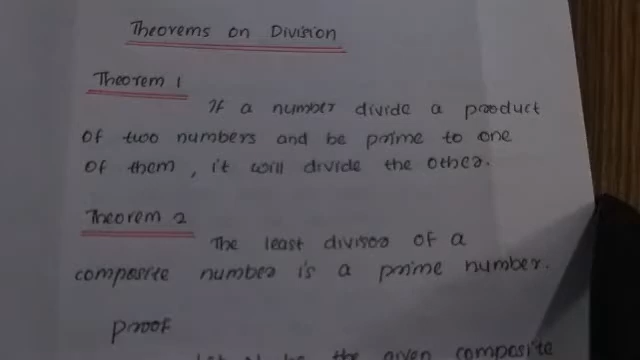 Theorems on Division
Theorem 1
If a number divide a product
of two numbers and be prime to one
of them, it will divide the other.
Theorem 2
The least divisor of a
composite number is a prime number.
Proof
be the given composite